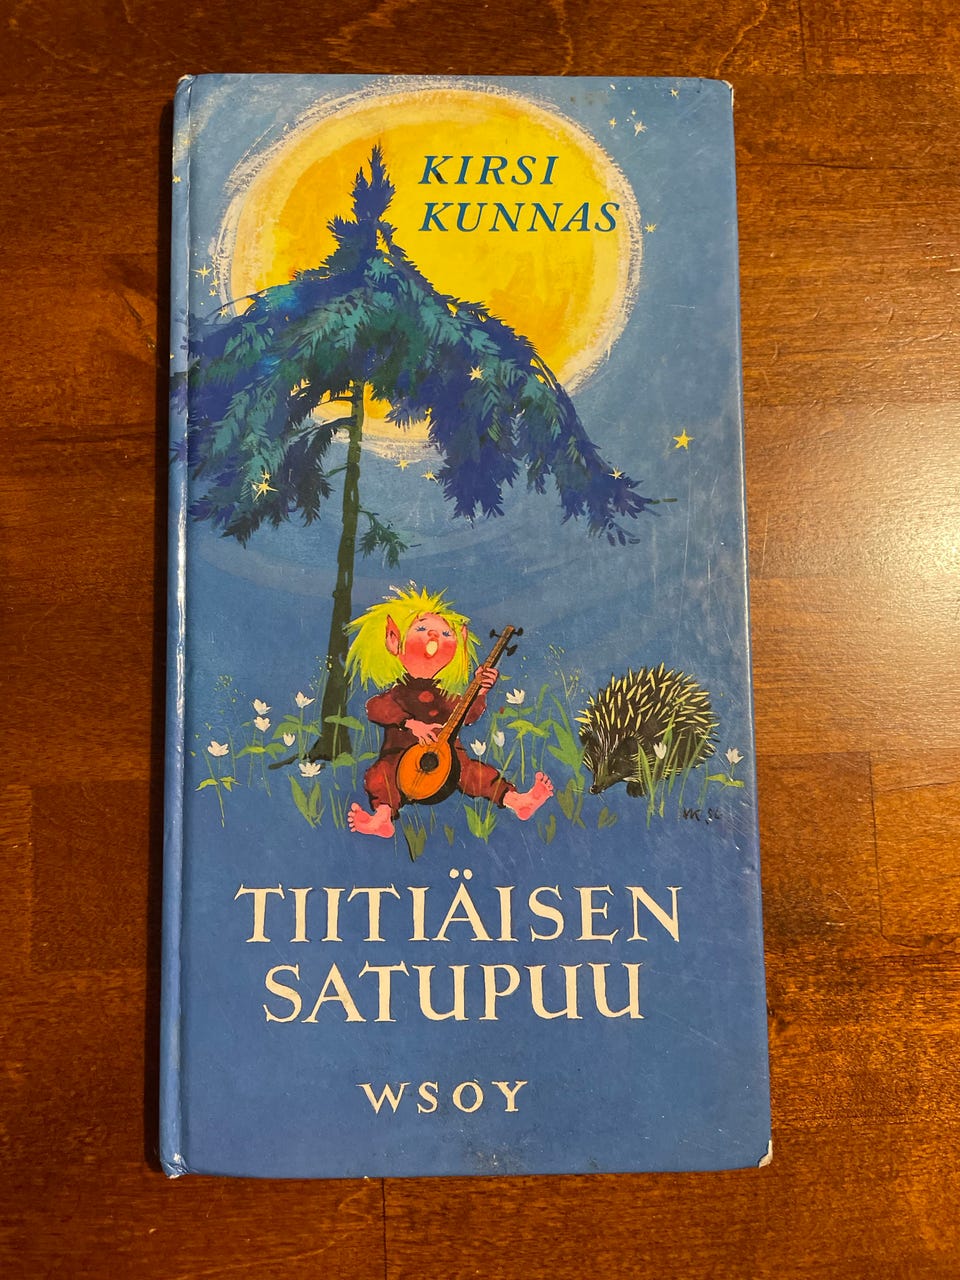 KIRSI
KUNNAS
TIITIÄISEN
SATUPUU
WSOY